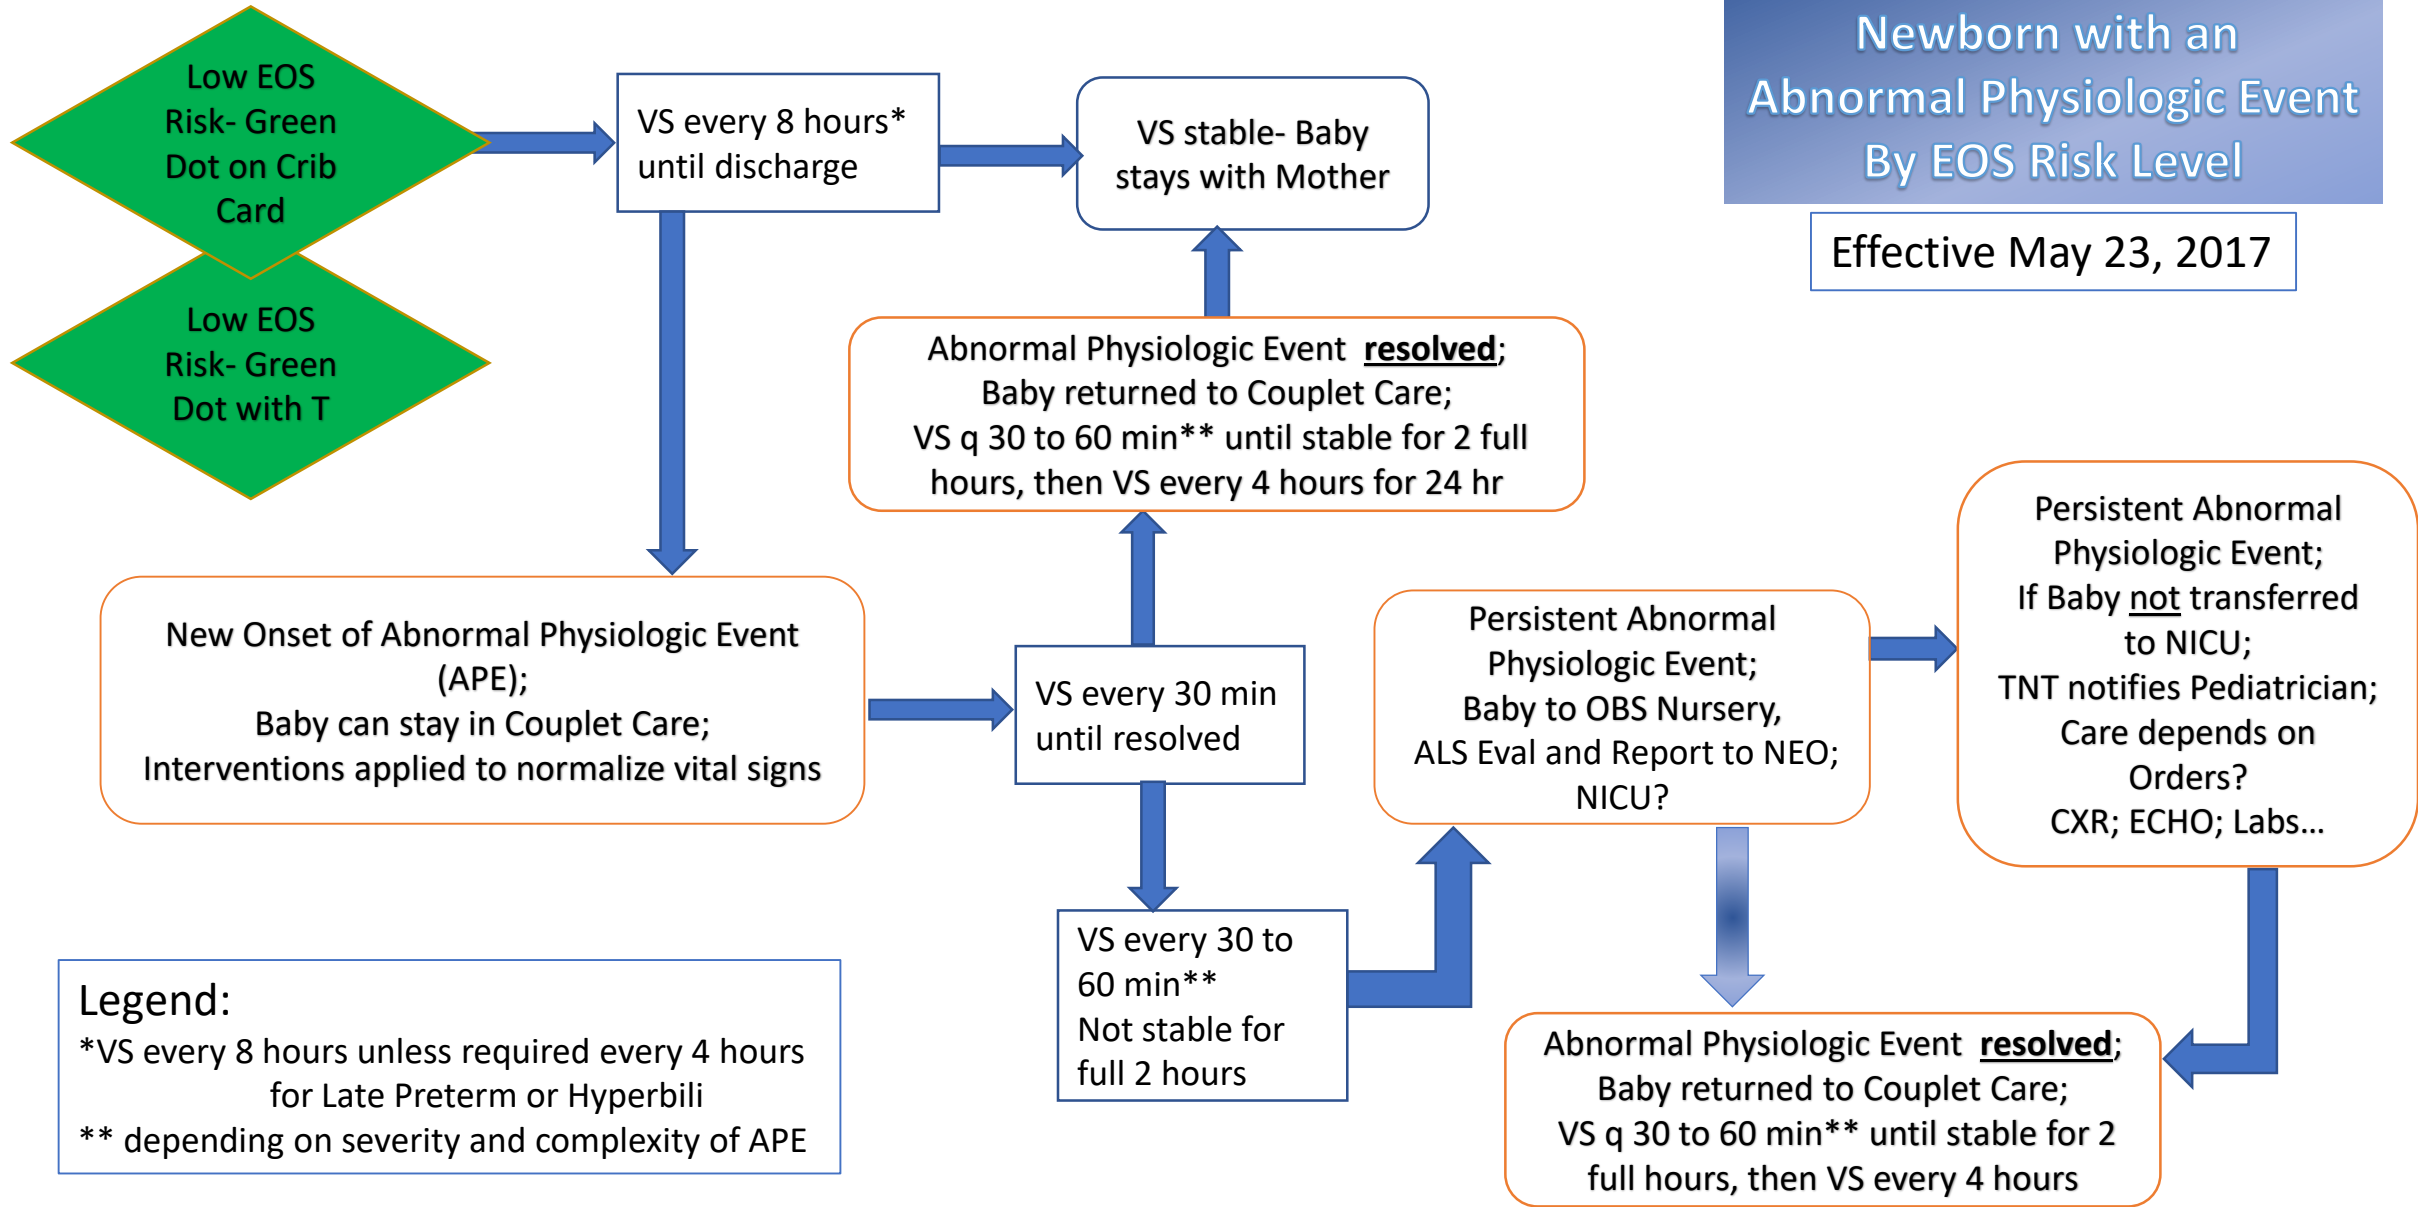 Newborn with an
Abnormal Physiologic Event
By EOS Risk Level
Effective May 23, 2017
Low EOS
Risk- Green
Dot on Crib
Card
Low EOS
Risk- Green
Dot with T
VS every 8 hours*
until discharge
VS stable- Baby
stays with Mother
Abnormal Physiologic Event resolved;
Baby returned to Couplet Care;
VS q 30 to 60 min** until stable for 2 full
hours, then VS every 4 hours for 24 hr
New Onset of Abnormal Physiologic Event
(APE);
Baby can stay in Couplet Care;
Interventions applied to normalize vital signs
VS every 30 min
until resolved
VS every 30 to
60 min**
Not stable for
full 2 hours
Persistent Abnormal
Physiologic Event;
Baby to OBS Nursery,
ALS Eval and Report to NEO;
NICU?
Persistent Abnormal
Physiologic Event;
If Baby not transferred
to NICU;
TNT notifies Pediatrician;
Care depends on
Orders?
CXR; ECHO; Labs…
Abnormal Physiologic Event resolved;
Baby returned to Couplet Care;
VS q 30 to 60 min** until stable for 2
full hours, then VS every 4 hours
Legend:
*VS every 8 hours unless required every 4 hours
for Late Preterm or Hyperbili
** depending on severity and complexity of APE